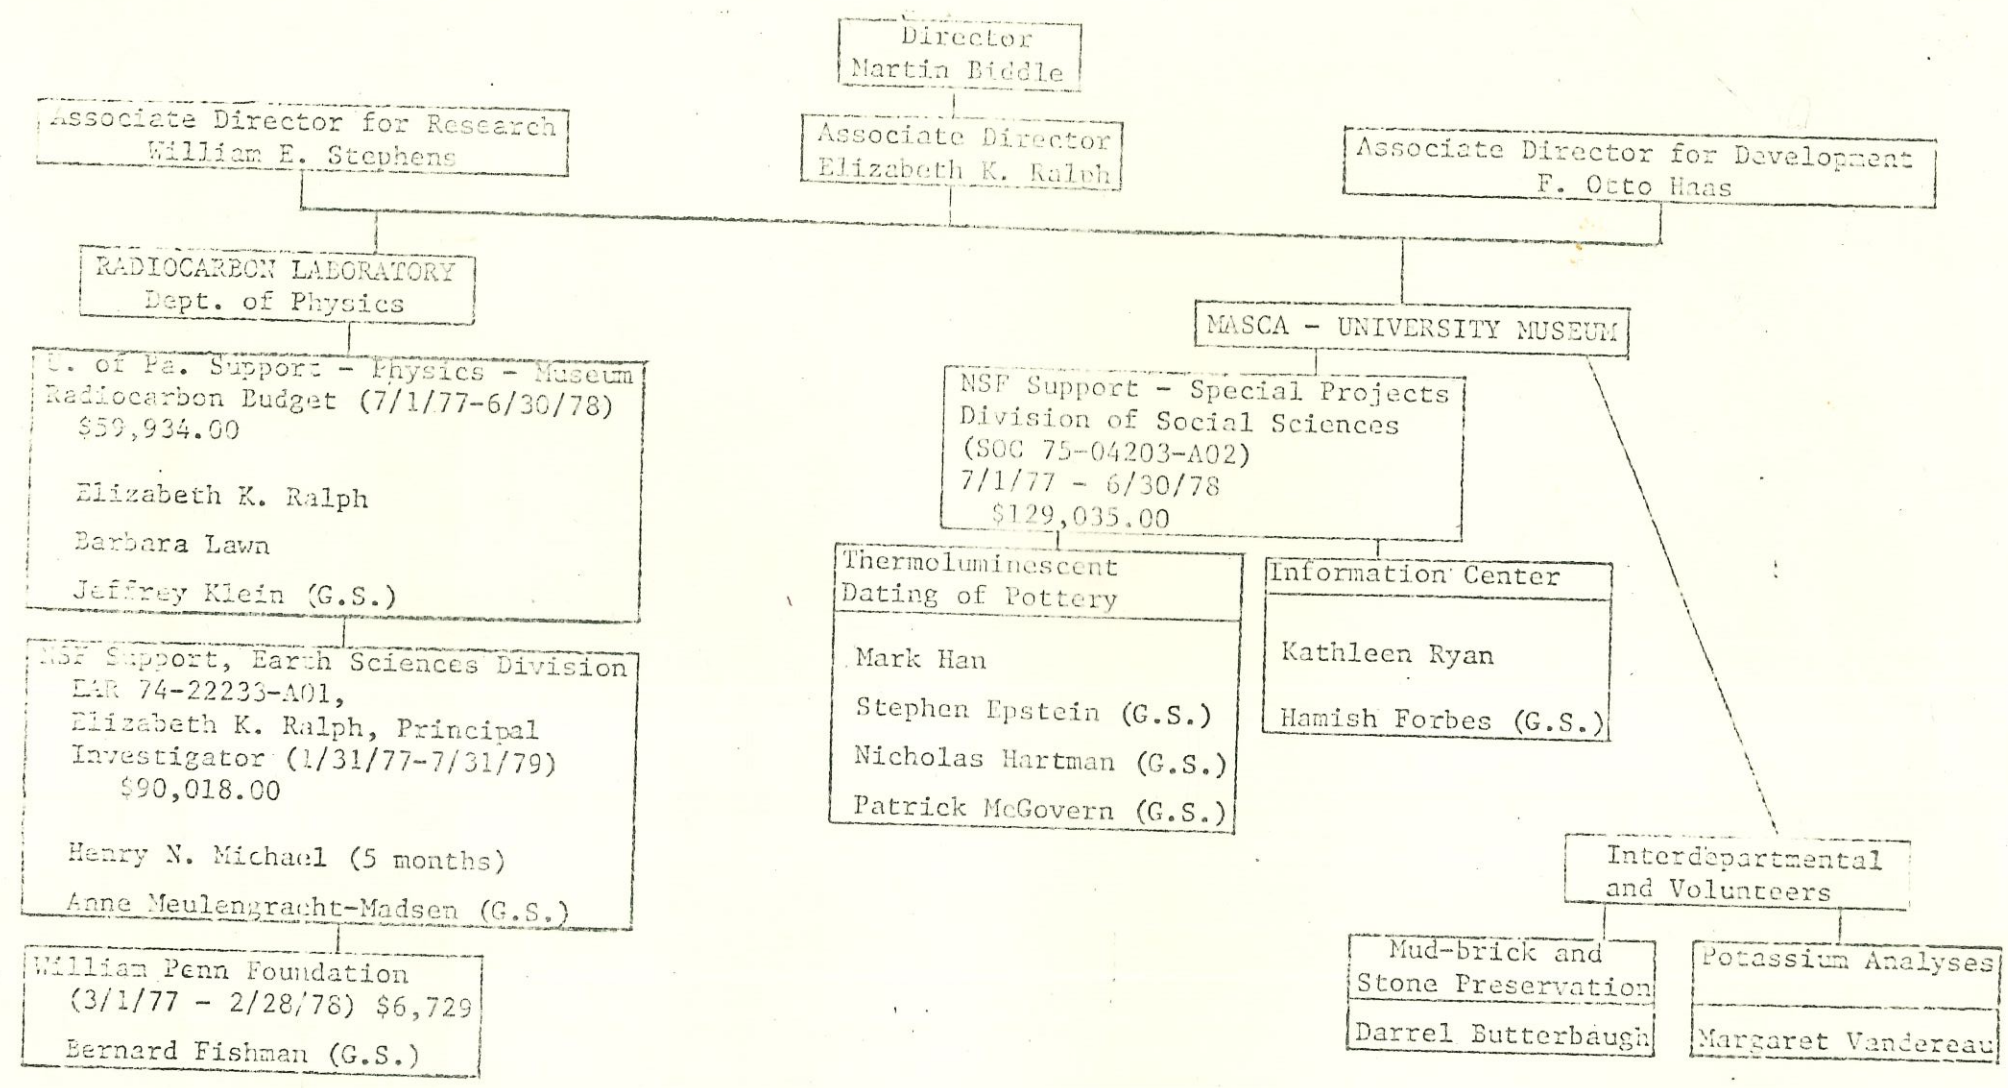 Director
Martin Biddle
Associate Director for Research
William E. Stephens
Associate Director
Elizabeth K. Ralph
Associate Director for Development
F. Otto Haas
RADIOCARBON LABORATORY
Dept. of Physics
U. of Pa. Support - Physics - Museum
Radiocarbon Budget (7/1/77-6/30/78)
$59,934.00
Elizabeth K. Ralph
Barbara Lawn
Jeffrey Klein (G.S.)
NSF Support, Earth Sciences Division
EAR 74-22233-A01,
Elizabeth K. Ralph, Principal
Investigator (1/31/77-7/31/79)
$90,018.00
Henry N. Michael (5 months)
Anne Meulengracht-Madsen (G.S.)
William Penn Foundation
(3/1/77 - 2/28/78) $6,729
Bernard Fishman (G.S.)
MASCA - UNIVERSITY MUSEUM
NSF Support - Special Projects
Division of Social Sciences
(SOC 75-04203-A02)
7/1/77 - 6/30/78
$129,035.00
Thermoluminescent
Dating of Pottery
Mark Han
Stephen Epstein (G.S.)
Nicholas Hartman (G.S.)
Patrick McGovern (G.S.)
Information Center
Kathleen Ryan
Hamish Forbes (G.S.)
Interdepartmental
and Volunteers
Mud-brick and
Stone Preservation
Darrel Butterbaugh
Potassium Analyses
Margaret Vandereau